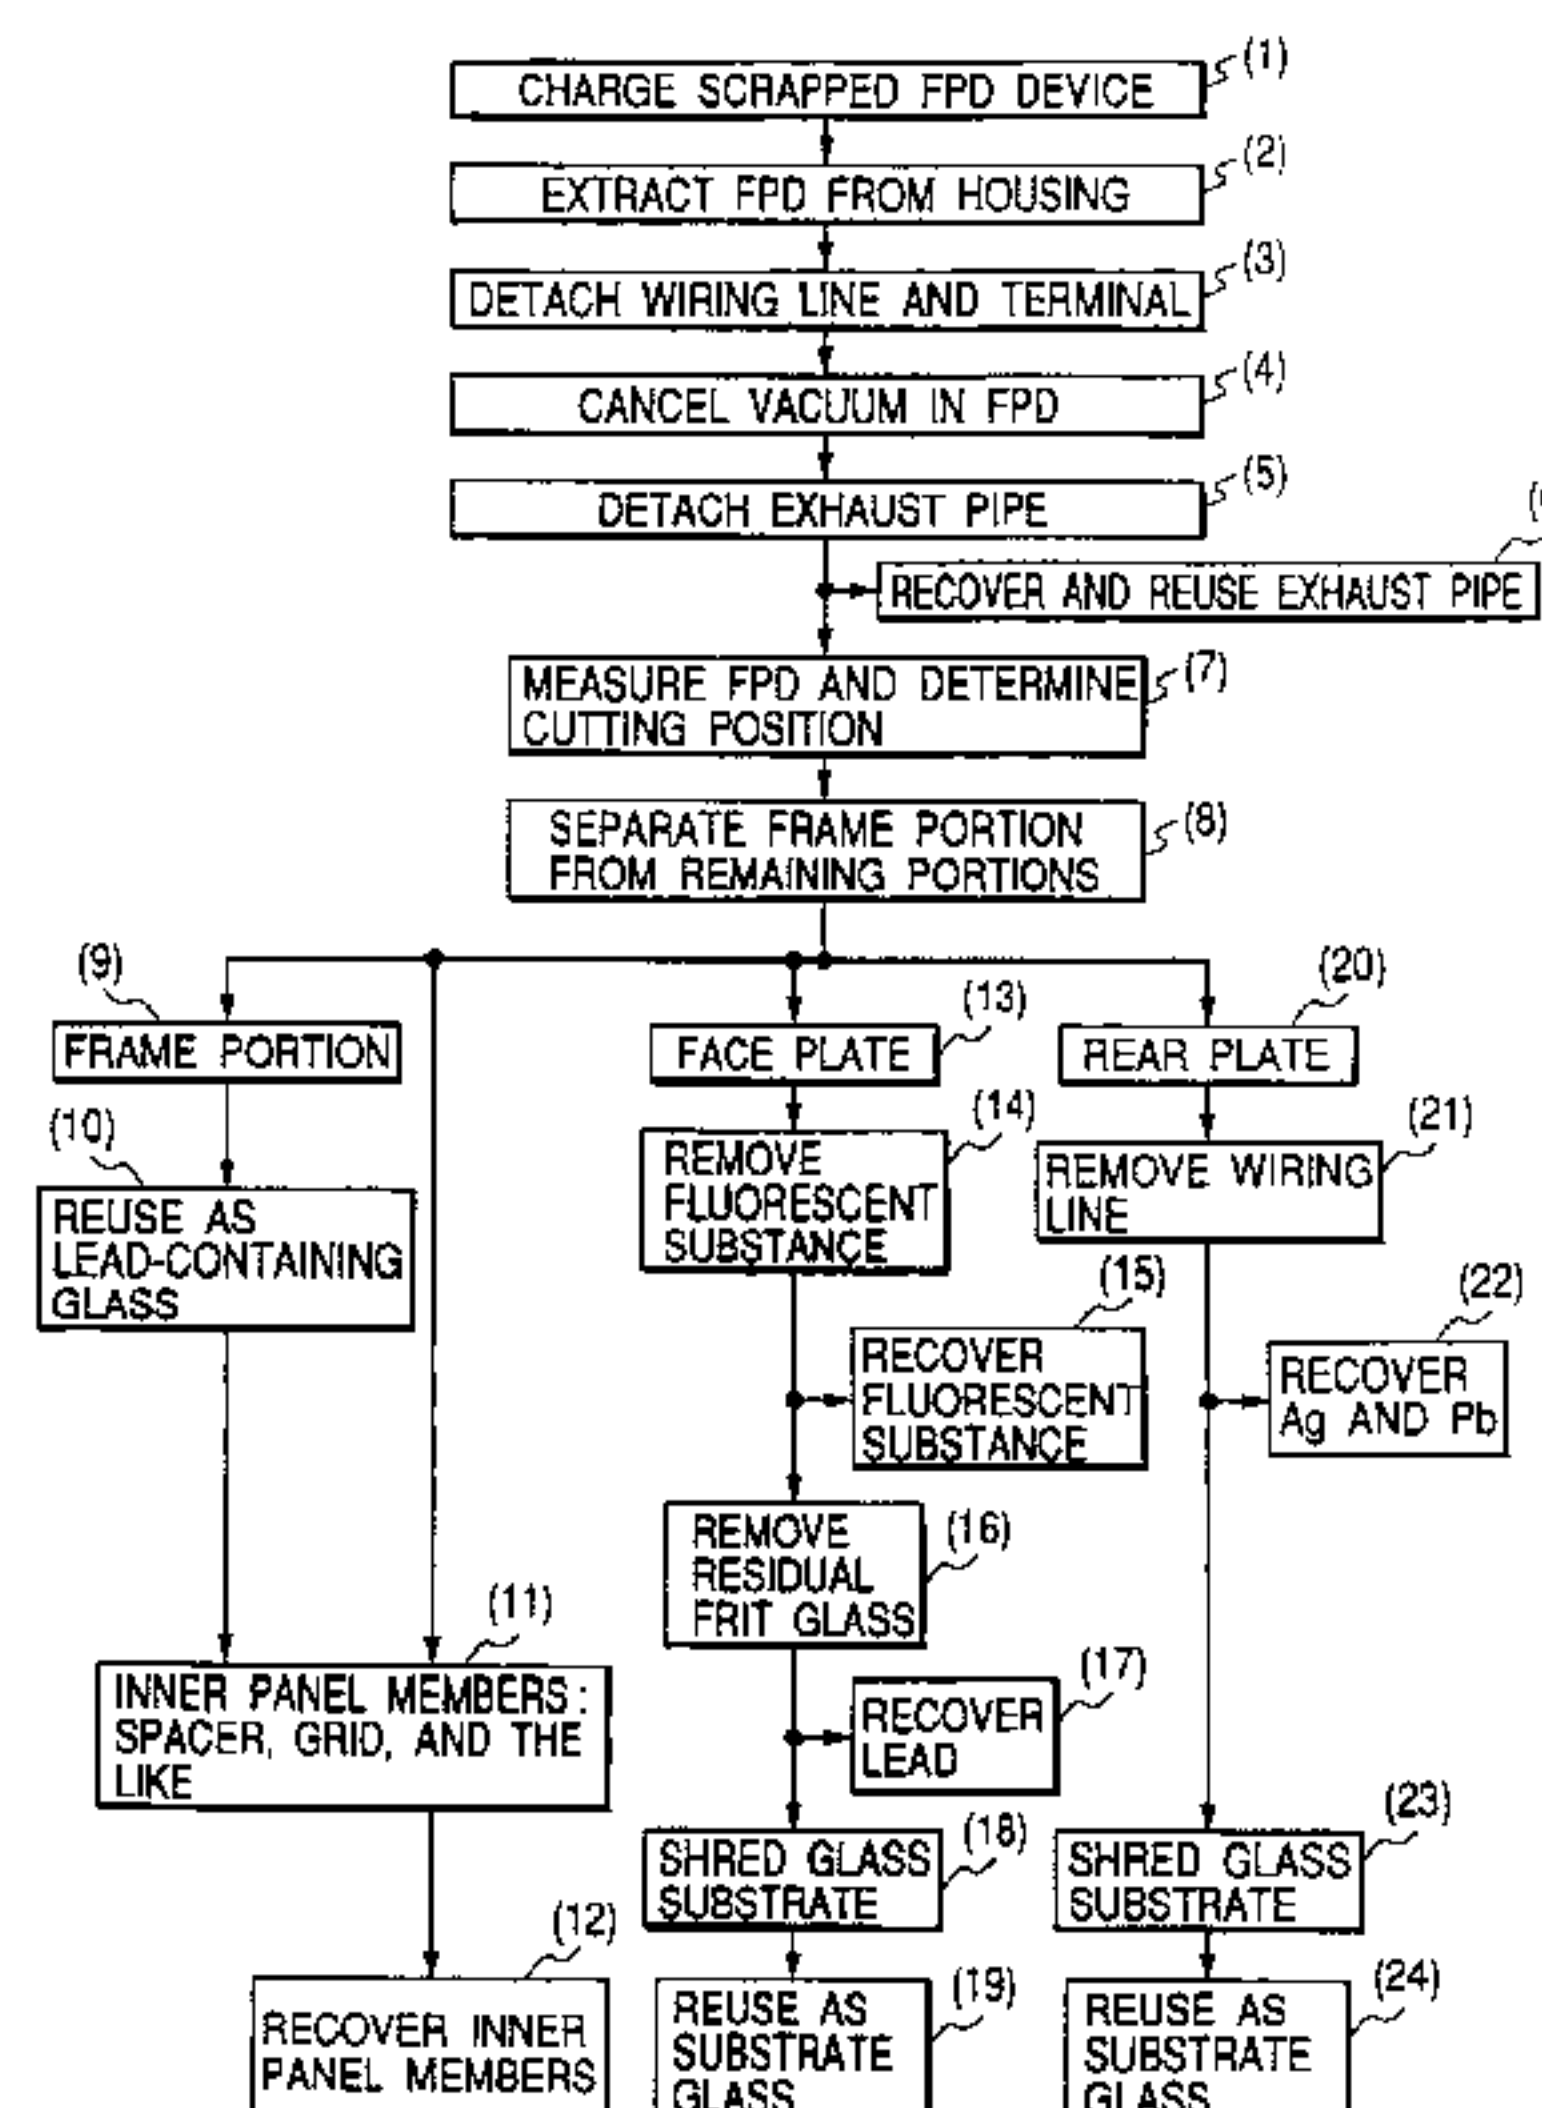 (1)
CHARGE SCRAPPED FPD DEVICE
(2)
EXTRACT FPD FROM HOUSING
(3)
DETACH WIRING LINE AND TERMINAL
(4)
CANCEL VACUUM IN FPD
(5)
DETACH EXHAUST PIPE
RECOVER AND REUSE EXHAUST PIPE
(7)
MEASURE FPD AND DETERMINE
CUTTING POSITION
(8)
SEPARATE FRAME PORTION
FROM REMAINING PORTIONS
(9)
FRAME PORTION
(10)
REUSE AS
LEAD-CONTAINING
GLASS
(11)
INNER PANEL MEMBERS:
SPACER, GRID, AND THE
LIKE
(12)
RECOVER INNER
PANEL MEMBERS
(13)
FACE PLATE
(14)
REMOVE
FLUORESCENT
SUBSTANCE
(15)
RECOVER
FLUORESCENT
SUBSTANCE
(16)
REMOVE
RESIDUAL
FRIT GLASS
(17)
RECOVER
LEAD
(18)
SHRED GLASS
SUBSTRATE
(19)
REUSE AS
SUBSTRATE
GLASS
(20)
REAR PLATE
(21)
REMOVE WIRING
LINE
(22)
RECOVER
Ag AND Pb
(23)
SHRED GLASS
SUBSTRATE
(24)
REUSE AS
SUBSTRATE
GLASS